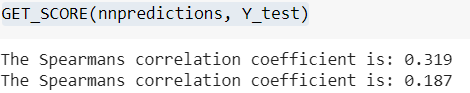 GET_SCORE(nnpredictions, Y_test)
The Spearmans correlation coefficient is: 0.319
The Spearmans correlation coefficient is: 0.187